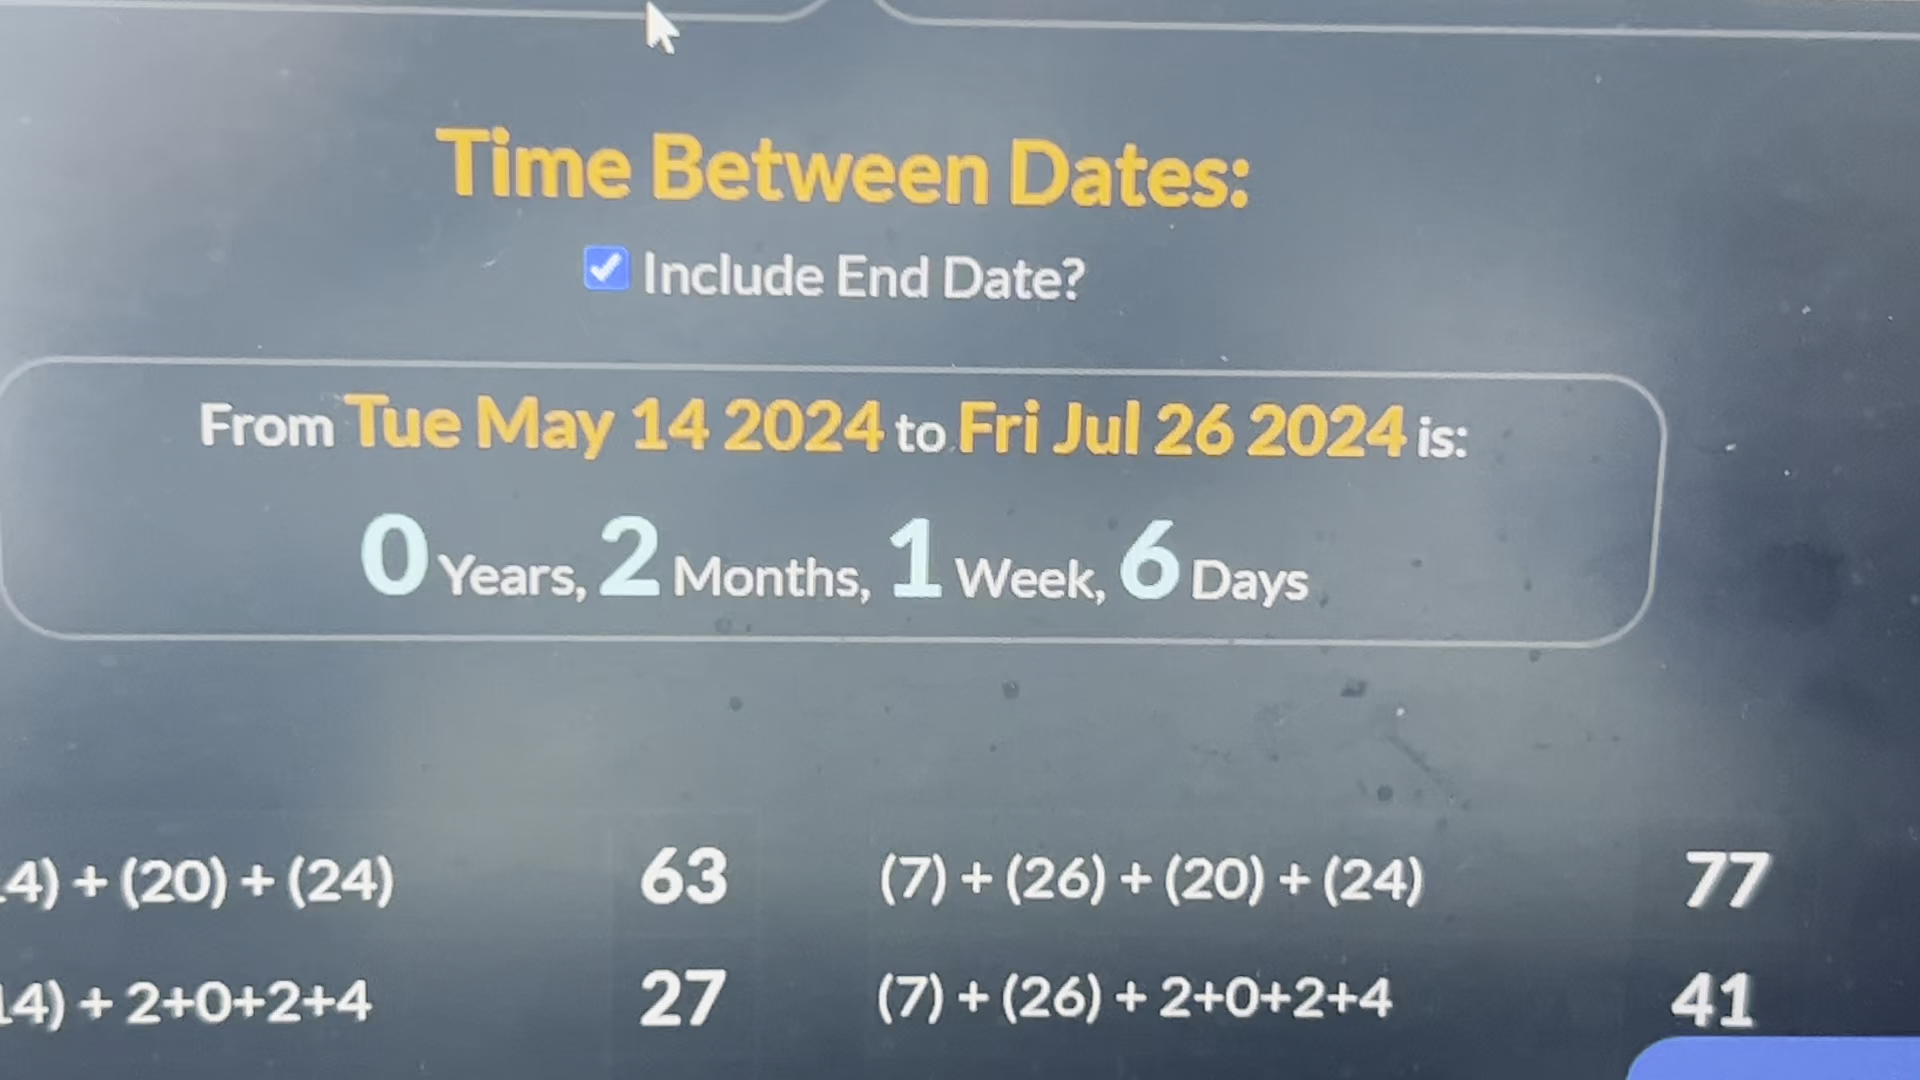 Time Between Dates:
Include End Date?
From Tue May 14 2024 to Fri Jul 26 2024 is:
0 Years, 2 Months, 1 Week, 6 Days
4) + (20) + (24) 63 (7) + (26) + (20) + (24) 77
14) + 2+0+2+4 27 (7) + (26) + 2+0+2+4 41